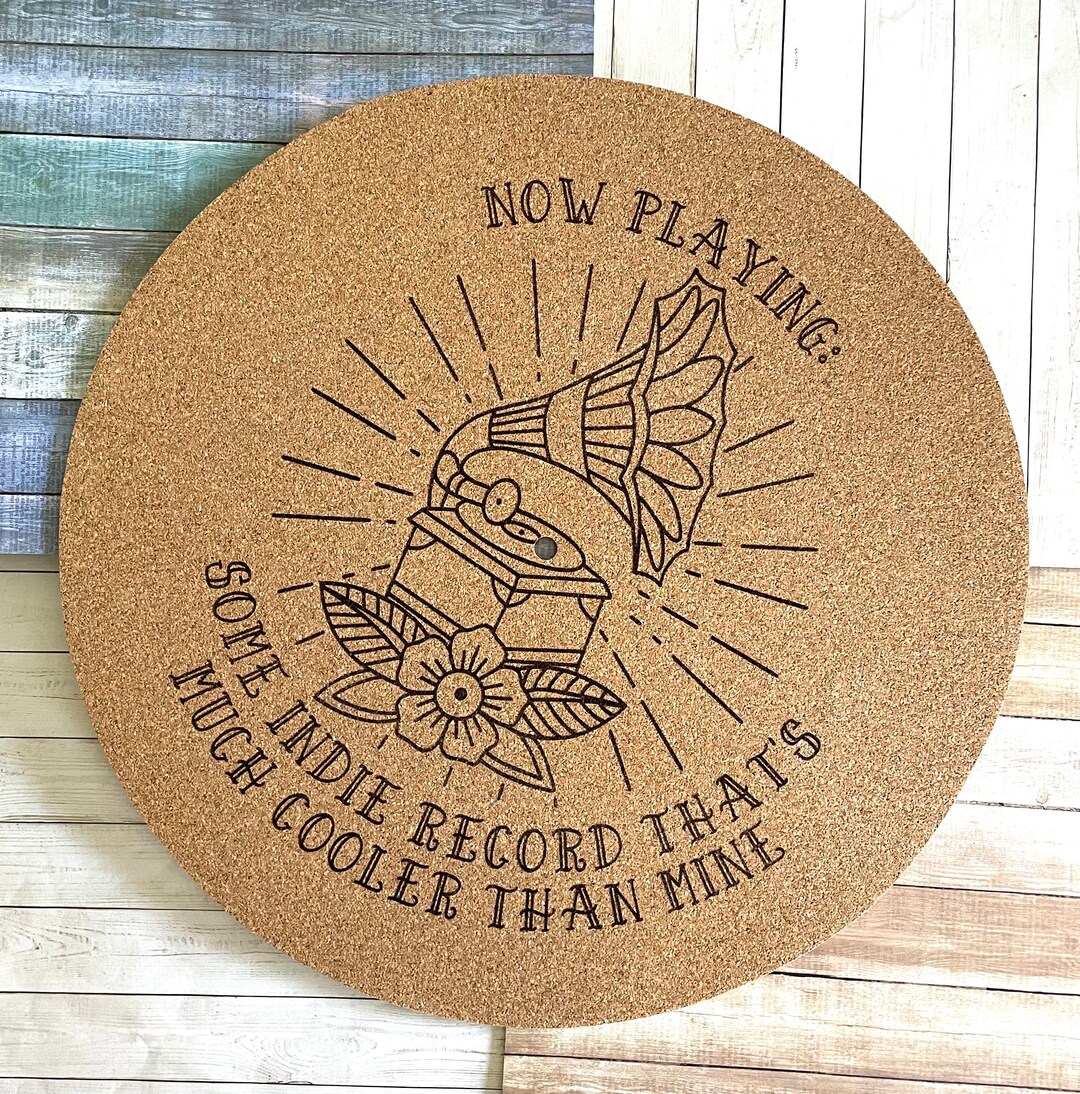 NOW PLAYING:
SOME INDIE RECORD THAT'S
MUCH COOLER THAN MINE